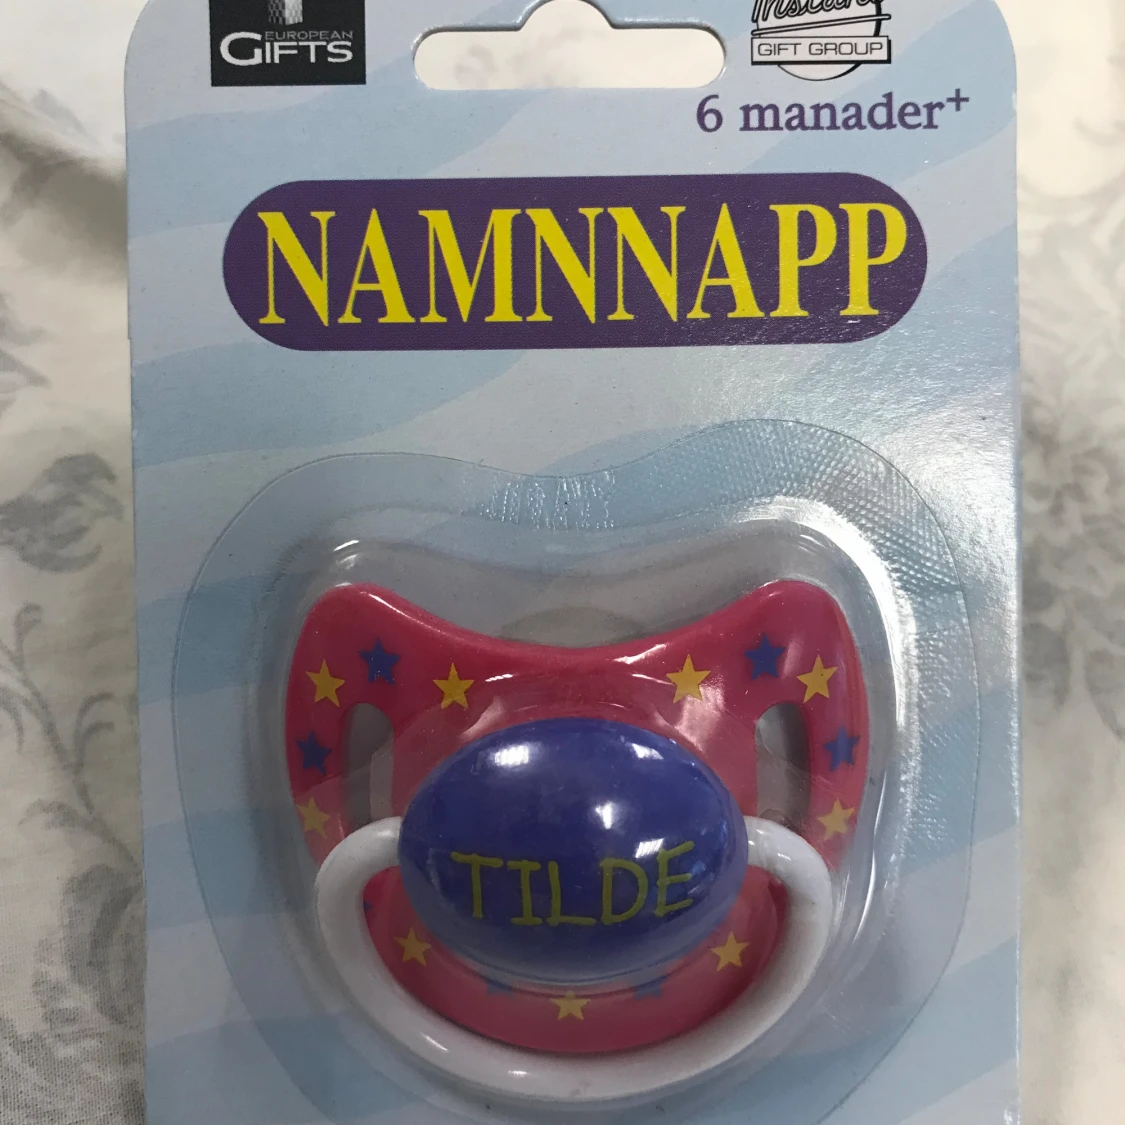 EUROPEAN
GIFTS
GIFT GROUP
6 manader+
NAMNNAPP
TILDE